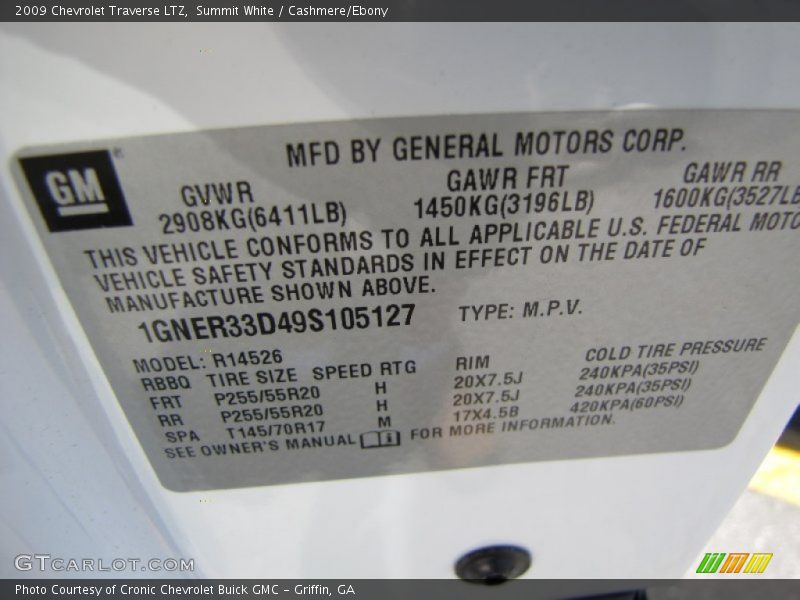 2009 Chevrolet Traverse LTZ, Summit White / Cashmere/Ebony
GM
MFD BY GENERAL MOTORS CORP.
GVWR GAWR FRT GAWR RR
2908KG(6411LB) 1450KG(3196LB) 1600KG(3527LB
THIS VEHICLE CONFORMS TO ALL APPLICABLE U.S. FEDERAL MOTO
VEHICLE SAFETY STANDARDS IN EFFECT ON THE DATE OF
MANUFACTURE SHOWN ABOVE.
1GNER33D49S105127 TYPE: M.P.V.
MODEL: R14526
RBBQ TIRE SIZE SPEED RTG RIM COLD TIRE PRESSURE
FRT P255/55R20 H 20X7.5J 240KPA(35PSI)
RR P255/55R20 H 20X7.5J 240KPA(35PSI)
SPA T145/70R17 M 17X4.5B 420KPA(60PSI)
SEE OWNER'S MANUAL FOR MORE INFORMATION.
GTCARLOT.COM
Photo Courtesy of Cronic Chevrolet Buick GMC - Griffin, GA